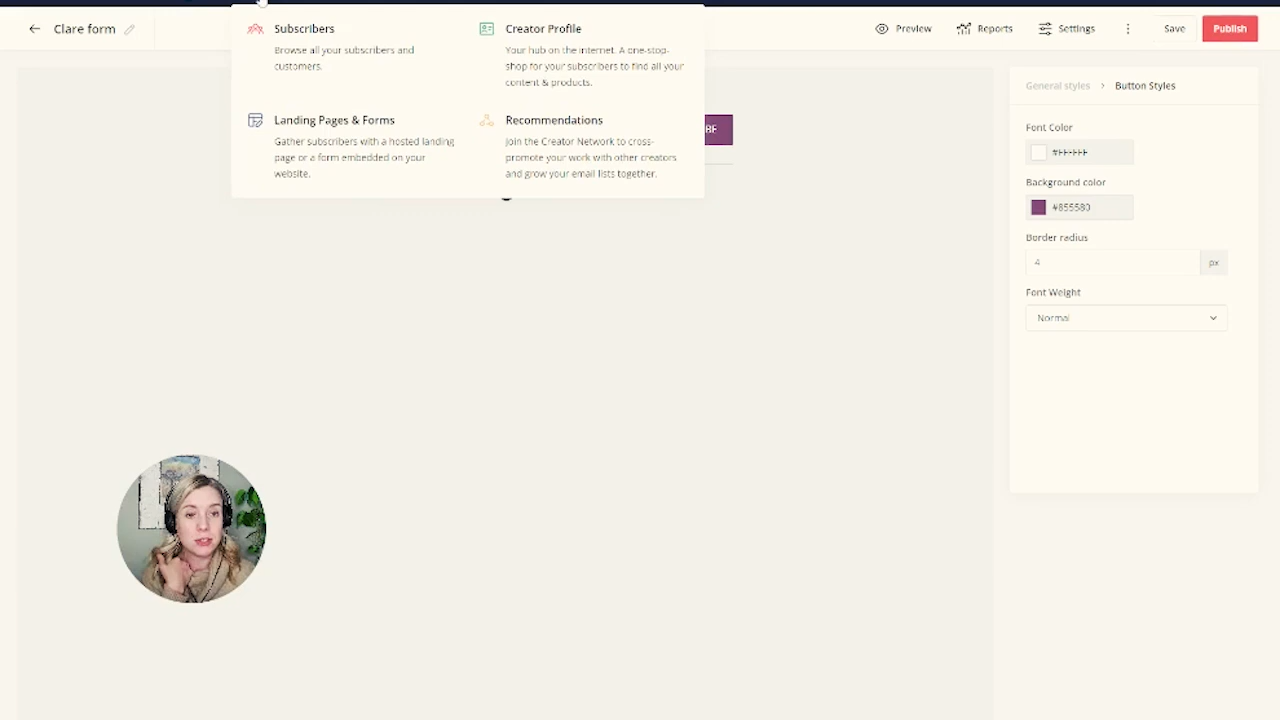 Clare form
Preview
Reports
Settings
Save
Publish
Subscribers
Browse all your subscribers and
customers.
Creator Profile
Your hub on the internet. A one-stop-
shop for your subscribers to find all your
content & products.
Landing Pages & Forms
Gather subscribers with a hosted landing
page or a form embedded on your
website.
Recommendations
Join the Creator Network to cross-
promote your work with other creators
and grow your email lists together.
General styles > Button Styles
Font Color
#FFFFFF
Background color
#855580
Border radius
4 px
Font Weight
Normal